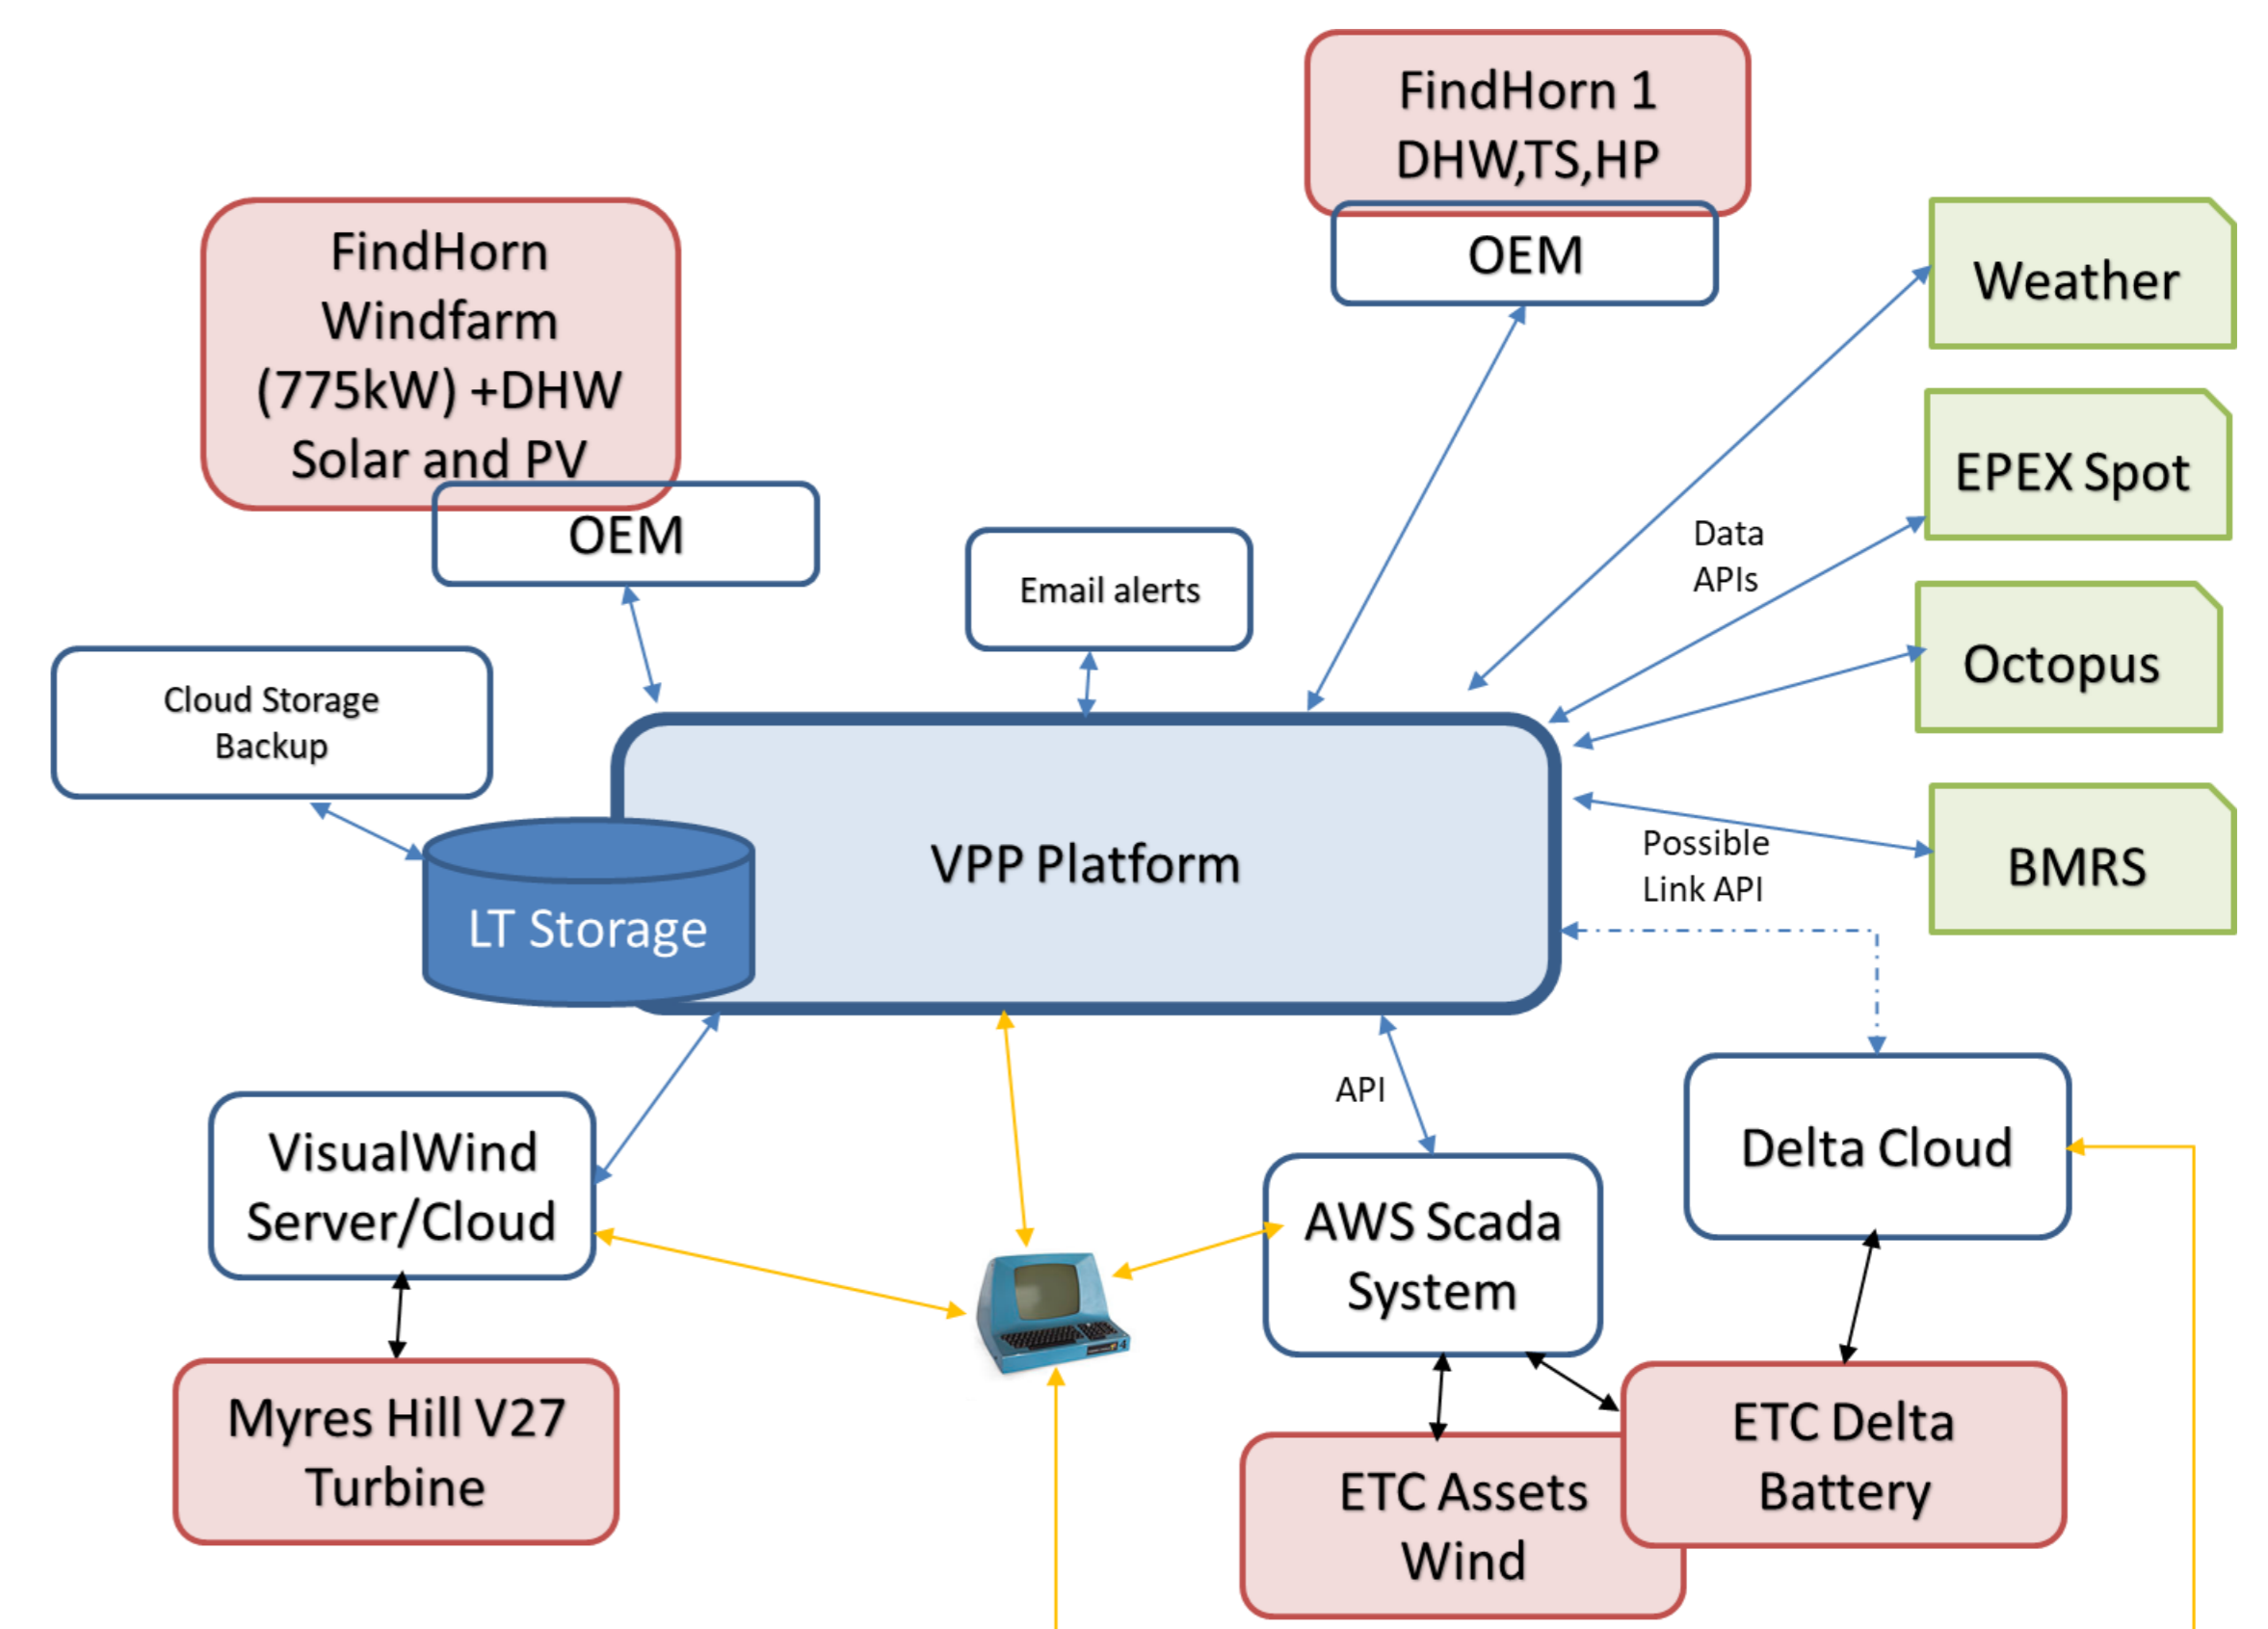 FindHorn 1
DHW,TS,HP
OEM
FindHorn
Windfarm
(775kW) +DHW
Solar and PV
OEM
Weather
EPEX Spot
Data
APIs
Email alerts
Octopus
Cloud Storage
Backup
VPP Platform
LT Storage
Possible
Link API
BMRS
API
VisualWind
Server/Cloud
AWS Scada
System
Delta Cloud
Myres Hill V27
Turbine
ETC Assets
Wind
ETC Delta
Battery